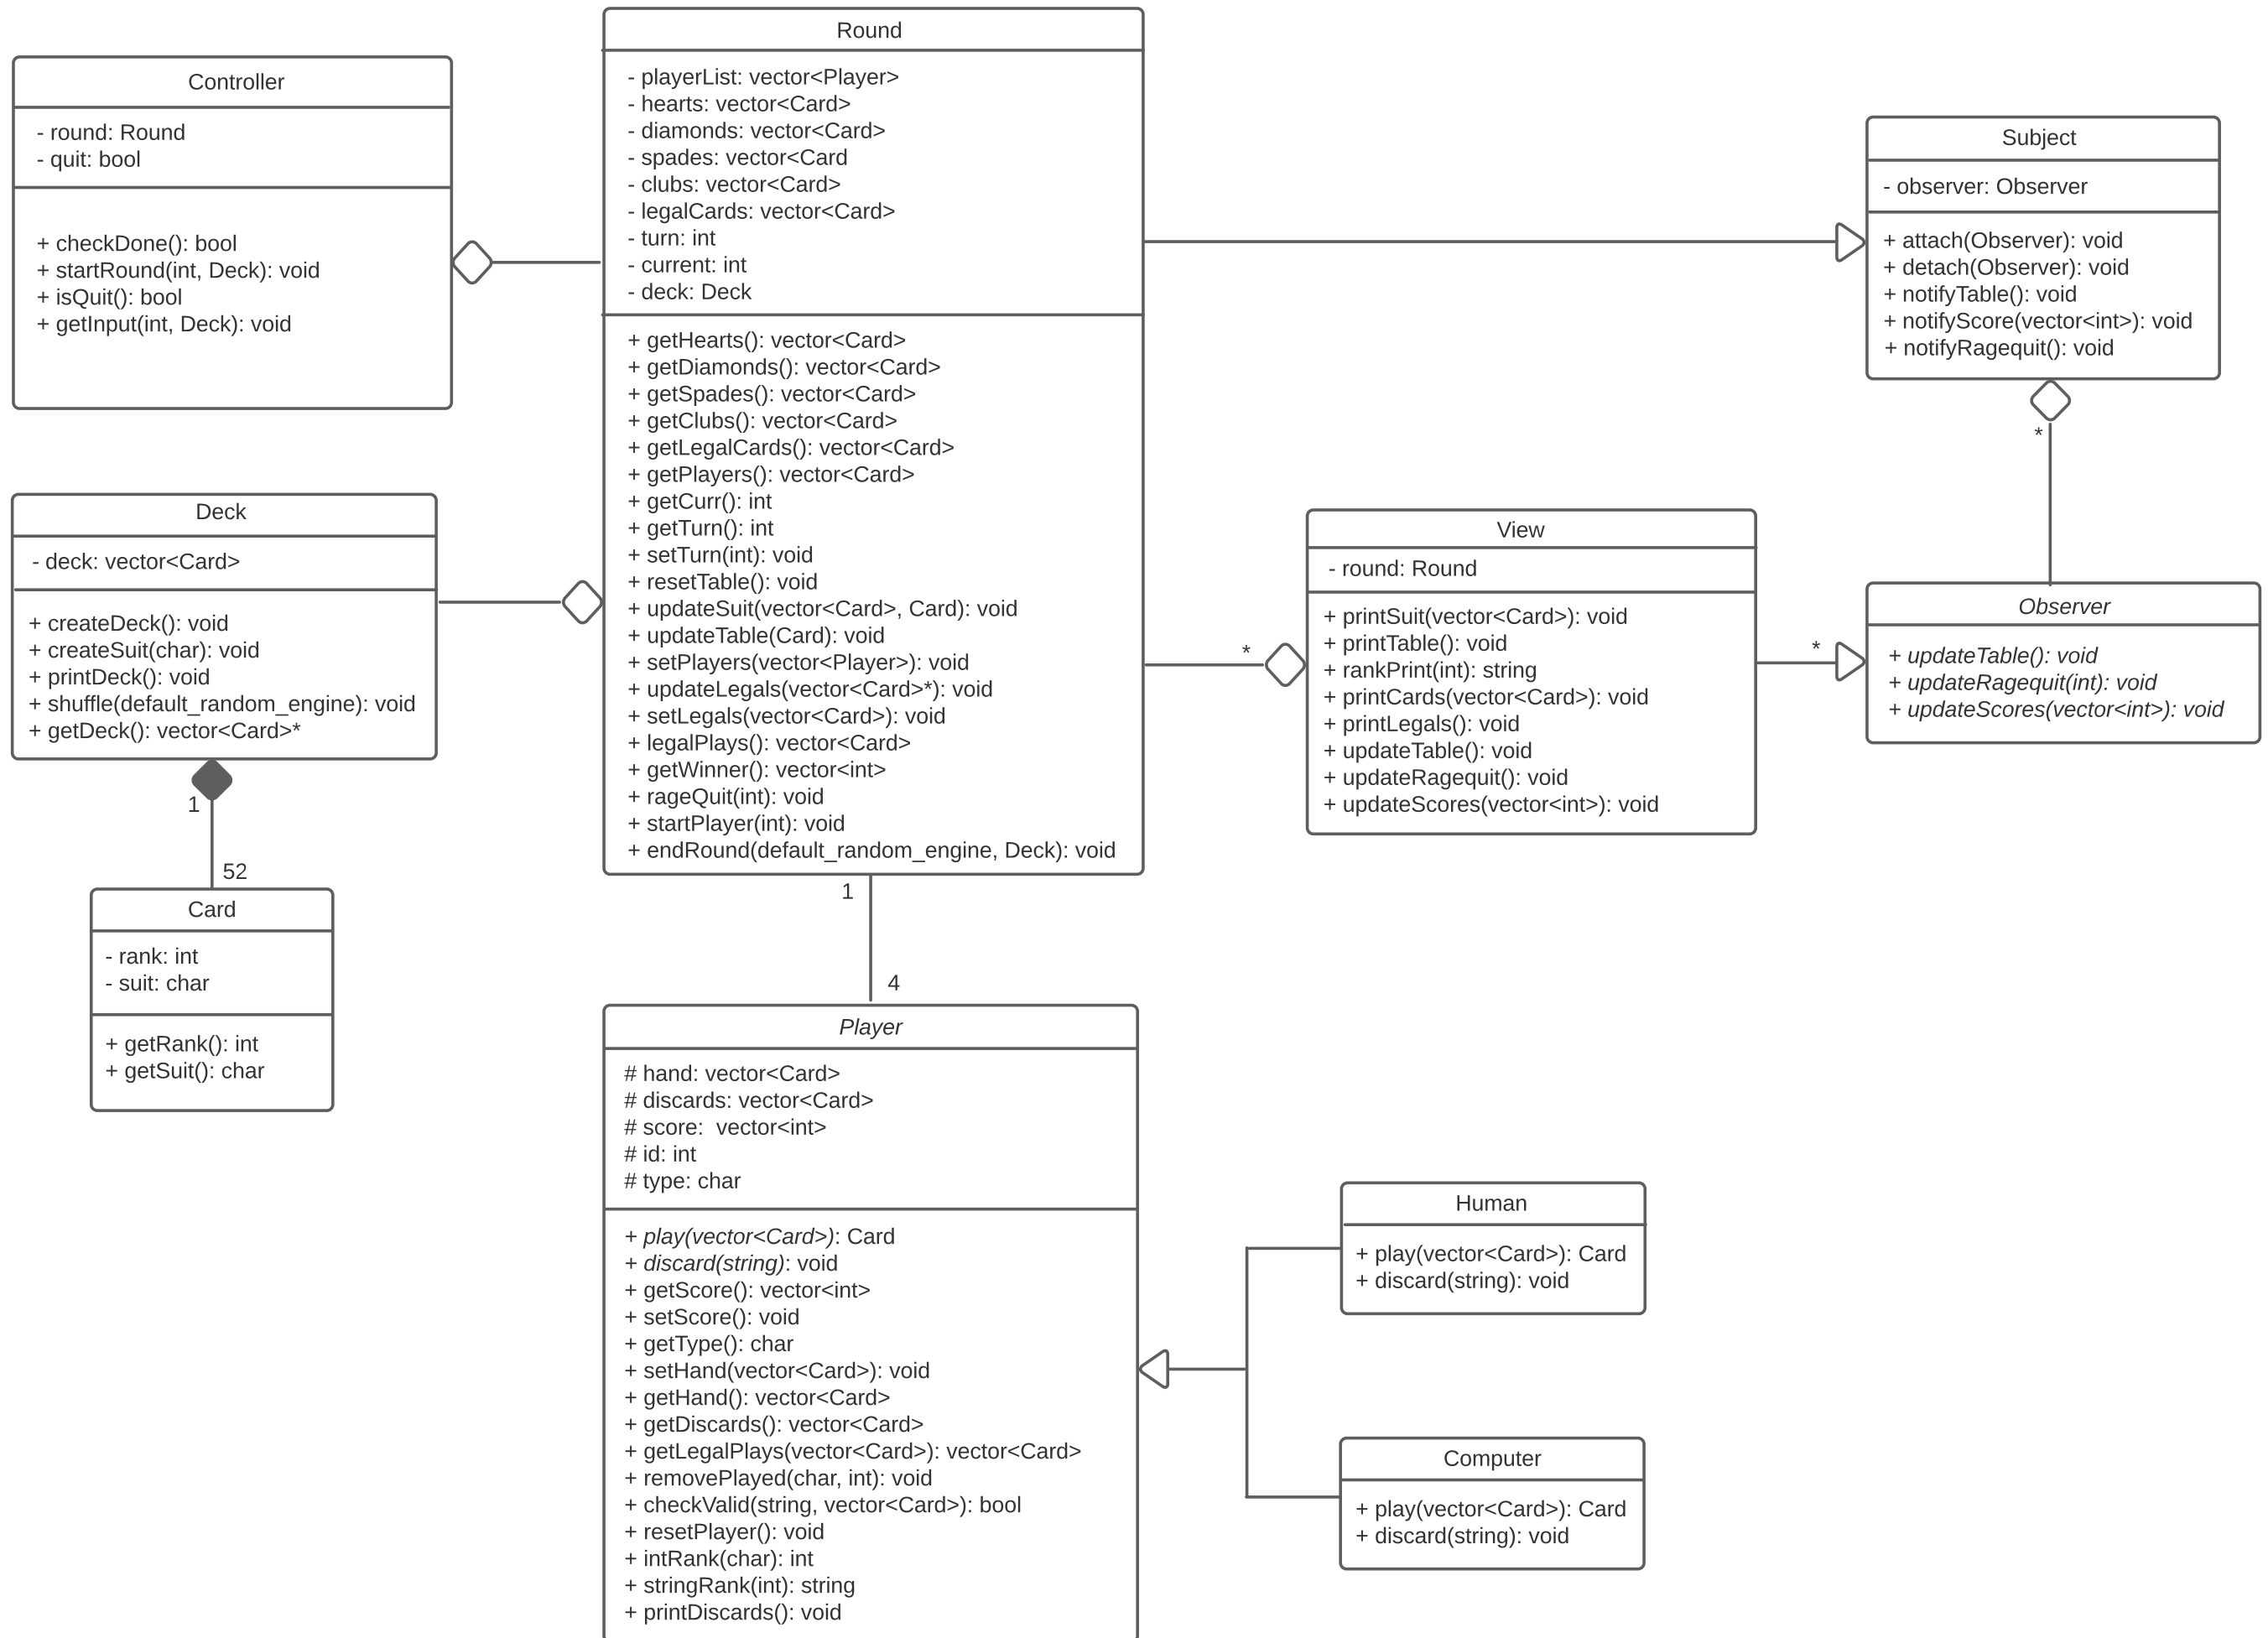 Controller
- round: Round
- quit: bool
+ checkDone(): bool
+ startRound(int, Deck): void
+ isQuit(): bool
+ getInput(int, Deck): void
Round
- playerList: vector<Player>
- hearts: vector<Card>
- diamonds: vector<Card>
- spades: vector<Card
- clubs: vector<Card>
- legalCards: vector<Card>
- turn: int
- current: int
- deck: Deck
+ getHearts(): vector<Card>
+ getDiamonds(): vector<Card>
+ getSpades(): vector<Card>
+ getClubs(): vector<Card>
+ getLegalCards(): vector<Card>
+ getPlayers(): vector<Card>
+ getCurr(): int
+ getTurn(): int
+ setTurn(int): void
+ resetTable(): void
+ updateSuit(vector<Card>, Card): void
+ updateTable(Card): void
+ setPlayers(vector<Player>): void
+ updateLegals(vector<Card>*): void
+ setLegals(vector<Card>): void
+ legalPlays(): vector<Card>
+ getWinner(): vector<int>
+ rageQuit(int): void
+ startPlayer(int): void
+ endRound(default_random_engine, Deck): void
Subject
- observer: Observer
+ attach(Observer): void
+ detach(Observer): void
+ notifyTable(): void
+ notifyScore(vector<int>): void
+ notifyRagequit(): void
*
Deck
- deck: vector<Card>
+ createDeck(): void
+ createSuit(char): void
+ printDeck(): void
+ shuffle(default_random_engine): void
+ getDeck(): vector<Card>*
1
52
*
View
- round: Round
+ printSuit(vector<Card>): void
+ printTable(): void
+ rankPrint(int): string
+ printCards(vector<Card>): void
+ printLegals(): void
+ updateTable(): void
+ updateRagequit(): void
+ updateScores(vector<int>): void
*
Observer
+ updateTable(): void
+ updateRagequit(int): void
+ updateScores(vector<int>): void
Card
- rank: int
- suit: char
+ getRank(): int
+ getSuit(): char
1
4
Player
# hand: vector<Card>
# discards: vector<Card>
# score:  vector<int>
# id: int
# type: char
+ play(vector<Card>): Card
+ discard(string): void
+ getScore(): vector<int>
+ setScore(): void
+ getType(): char
+ setHand(vector<Card>): void
+ getHand(): vector<Card>
+ getDiscards(): vector<Card>
+ getLegalPlays(vector<Card>): vector<Card>
+ removePlayed(char, int): void
+ checkValid(string, vector<Card>): bool
+ resetPlayer(): void
+ intRank(char): int
+ stringRank(int): string
+ printDiscards(): void
Human
+ play(vector<Card>): Card
+ discard(string): void
Computer
+ play(vector<Card>): Card
+ discard(string): void